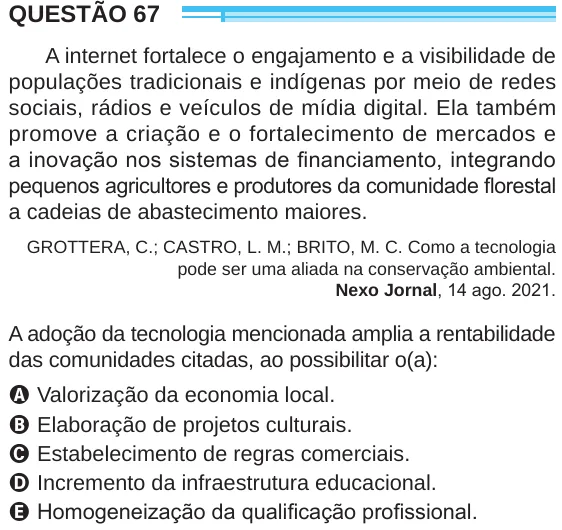 QUESTÃO 67
A internet fortalece o engajamento e a visibilidade de
populações tradicionais e indígenas por meio de redes
sociais, rádios e veículos de mídia digital. Ela também
promove a criação e o fortalecimento de mercados e
a inovação nos sistemas de financiamento, integrando
pequenos agricultores e produtores da comunidade florestal
a cadeias de abastecimento maiores.
GROTTERA, C.; CASTRO, L. M.; BRITO, M. C. Como a tecnologia
pode ser uma aliada na conservação ambiental.
Nexo Jornal, 14 ago. 2021.
A adoção da tecnologia mencionada amplia a rentabilidade
das comunidades citadas, ao possibilitar o(a):
A Valorização da economia local.
B Elaboração de projetos culturais.
C Estabelecimento de regras comerciais.
D Incremento da infraestrutura educacional.
E Homogeneização da qualificação profissional.